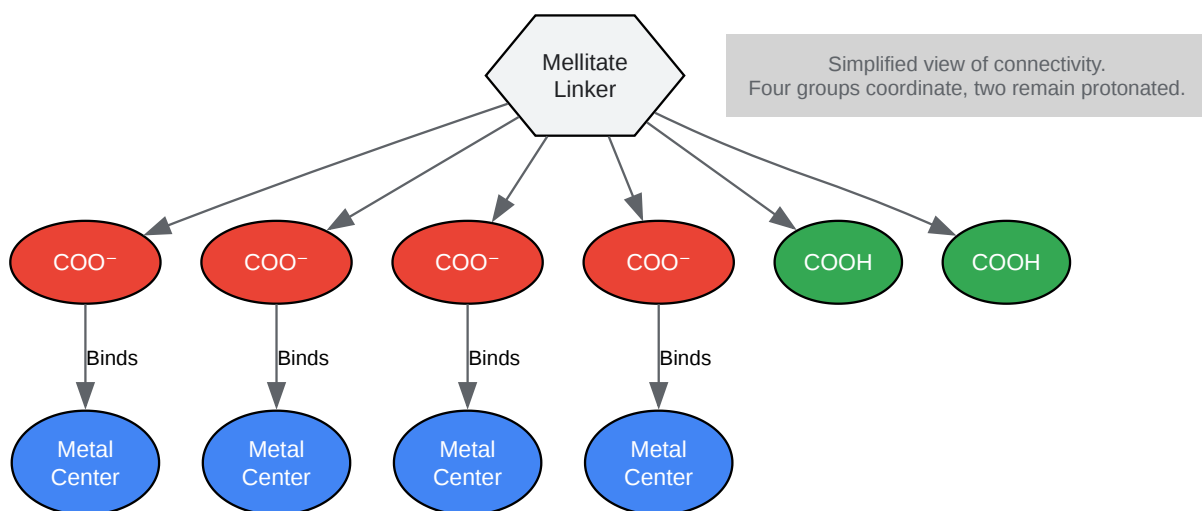 Mellitate
Linker
Simplified view of connectivity.
Four groups coordinate, two remain protonated.
COO⁻
COO⁻
COO⁻
COO⁻
COOH
COOH
Binds
Binds
Binds
Binds
Metal
Center
Metal
Center
Metal
Center
Metal
Center